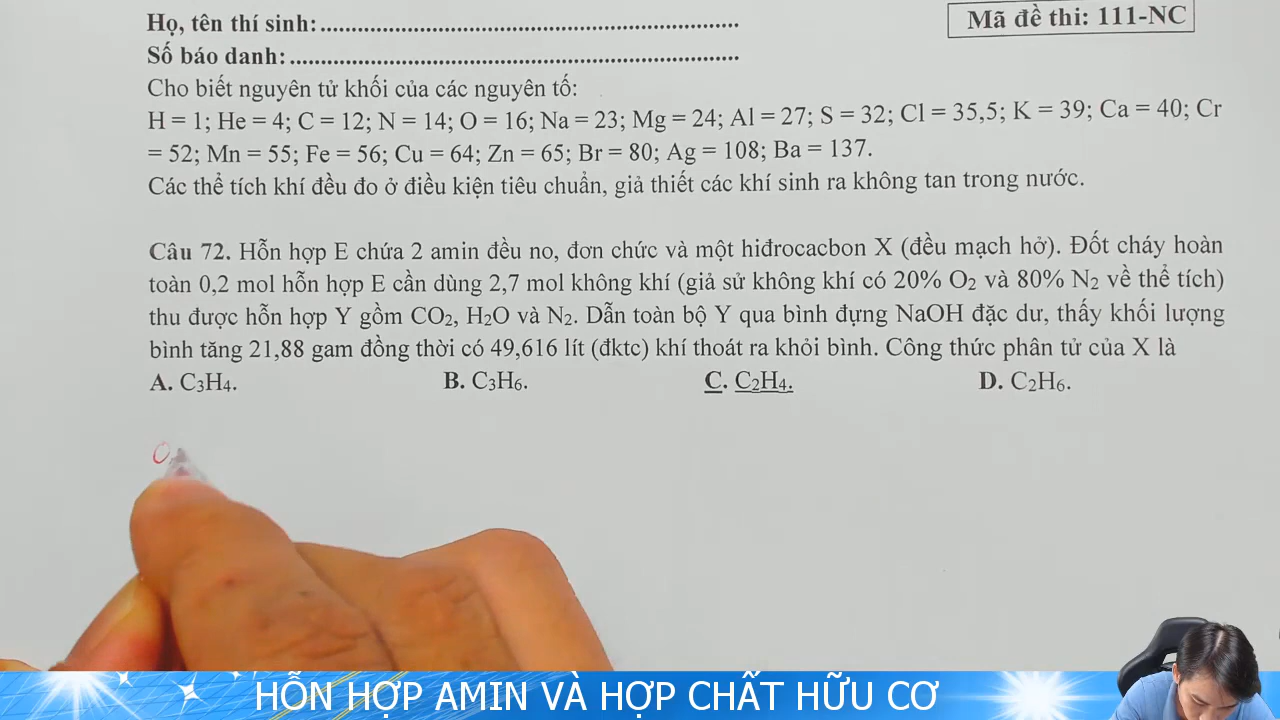 Họ, tên thí sinh:
Mã đề thi: 111-NC
Số báo danh:
Cho biết nguyên tử khối của các nguyên tố:
H = 1; He = 4; C = 12; N = 14; O = 16; Na = 23; Mg = 24; Al = 27; S = 32; Cl = 35,5; K = 39; Ca = 40; Cr
= 52; Mn = 55; Fe = 56; Cu = 64; Zn = 65; Br = 80; Ag = 108; Ba = 137.
Các thể tích khí đều đo ở điều kiện tiêu chuẩn, giả thiết các khí sinh ra không tan trong nước.
Câu 72. Hỗn hợp E chứa 2 amin đều no, đơn chức và một hiđrocacbon X (đều mạch hở). Đốt cháy hoàn
toàn 0,2 mol hỗn hợp E cần dùng 2,7 mol không khí (giả sử không khí có 20% O₂ và 80% N₂ về thể tích)
thu được hỗn hợp Y gồm CO₂, H₂O và N₂. Dẫn toàn bộ Y qua bình đựng NaOH đặc dư, thấy khối lượng
bình tăng 21,88 gam đồng thời có 49,616 lít (đktc) khí thoát ra khỏi bình. Công thức phân tử của X là
A. C₃H₄. B. C₃H₆. C. C₂H₄. D. C₂H₆.
HỖN HỢP AMIN VÀ HỢP CHẤT HỮU CƠ